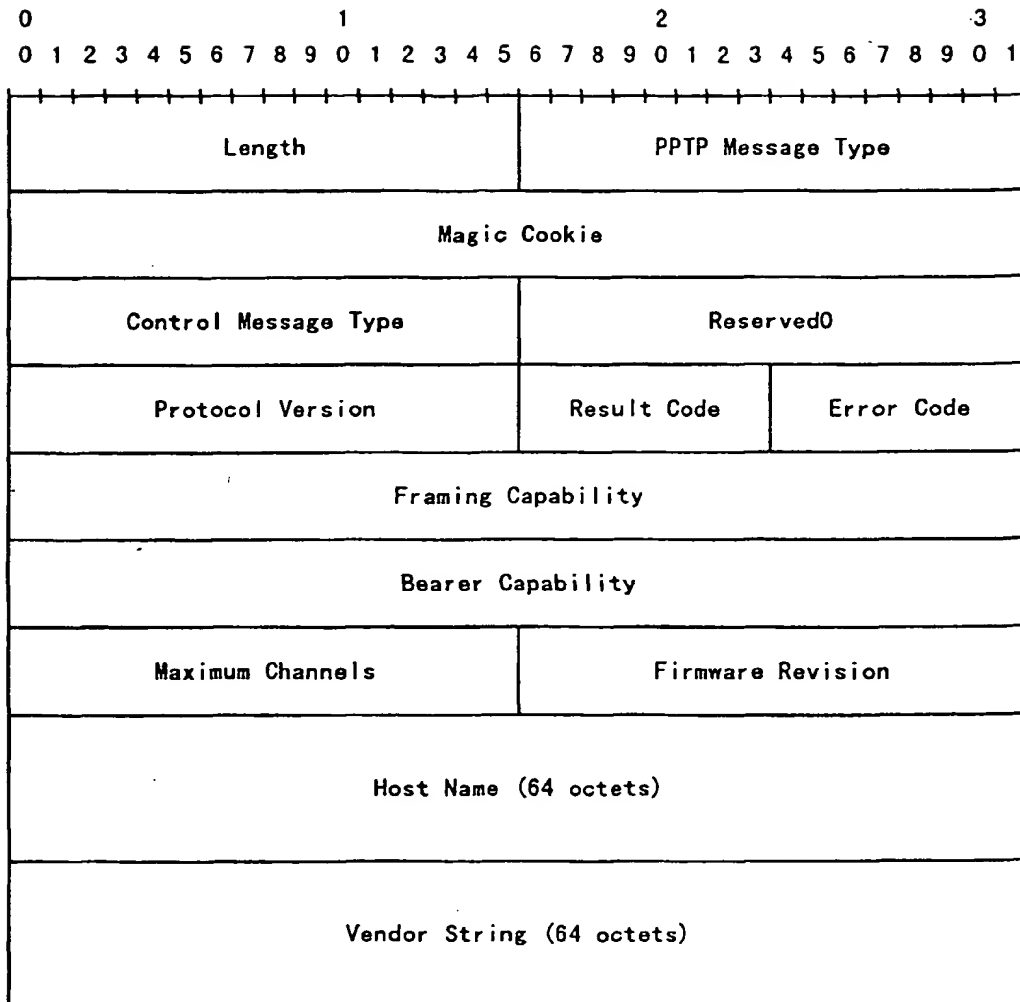 0 1 2 3
0 1 2 3 4 5 6 7 8 9 0 1 2 3 4 5 6 7 8 9 0 1 2 3 4 5 6 7 8 9 0 1
Length PPTP Message Type
Magic Cookie
Control Message Type Reserved0
Protocol Version Result Code Error Code
Framing Capability
Bearer Capability
Maximum Channels Firmware Revision
Host Name (64 octets)
Vendor String (64 octets)